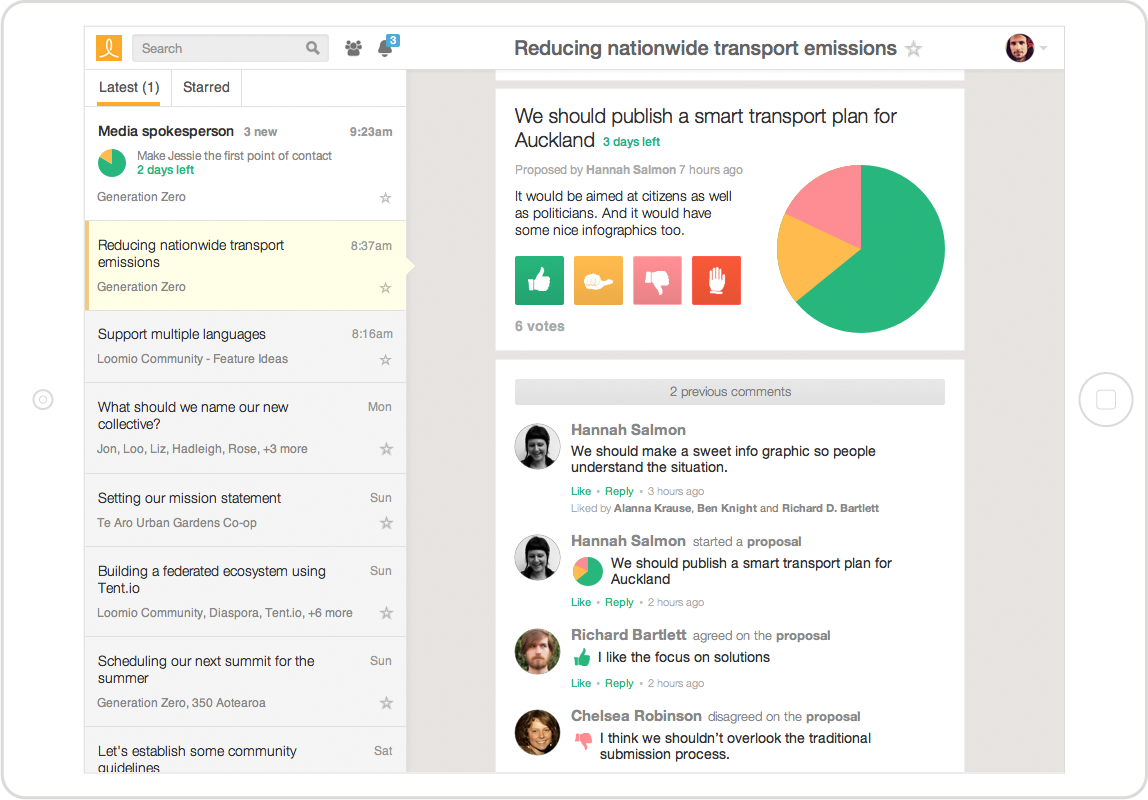 Search
3
Reducing nationwide transport emissions
Latest (1)
Starred
Media spokesperson 3 new 9:23am
Make Jessie the first point of contact
2 days left
Generation Zero
Reducing nationwide transport 8:37am
emissions
Generation Zero
Support multiple languages 8:16am
Loomio Community - Feature Ideas
What should we name our new Mon
collective?
Jon, Loo, Liz, Hadleigh, Rose, +3 more
Setting our mission statement Sun
Te Aro Urban Gardens Co-op
Building a federated ecosystem using Sun
Tent.io
Loomio Community, Diaspora, Tent.io, +6 more
Scheduling our next summit for the Sun
summer
Generation Zero, 350 Aotearoa
Let's establish some community Sat
guidelines
We should publish a smart transport plan for
Auckland 3 days left
Proposed by Hannah Salmon 7 hours ago
It would be aimed at citizens as well
as politicians. And it would have
some nice infographics too.
6 votes
2 previous comments
Hannah Salmon
We should make a sweet info graphic so people
understand the situation.
Like • Reply • 3 hours ago
Liked by Alanna Krause, Ben Knight and Richard D. Bartlett
Hannah Salmon started a proposal
We should publish a smart transport plan for
Auckland
Like • Reply • 2 hours ago
Richard Bartlett agreed on the proposal
I like the focus on solutions
Like • Reply • 2 hours ago
Chelsea Robinson disagreed on the proposal
I think we shouldn't overlook the traditional
submission process.